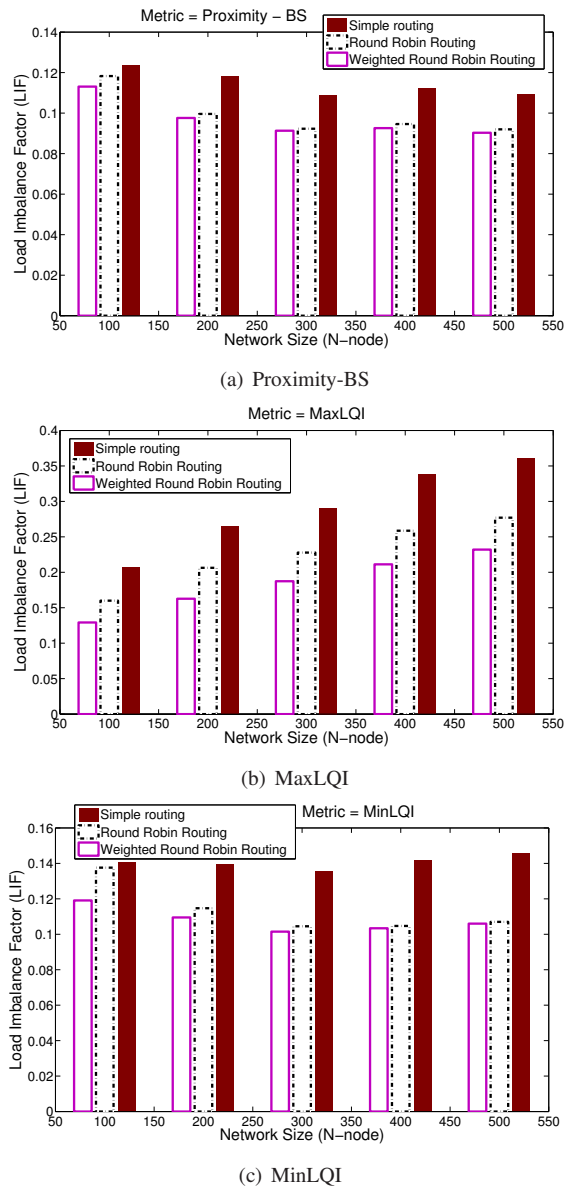 Metric = Proximity − BS
Simple routing
Round Robin Routing
Weighted Round Robin Routing
Load Imbalance Factor (LIF)
0.14
0.12
0.1
0.08
0.06
0.04
0.02
0
50 100 150 200 250 300 350 400 450 500 550
Network Size (N−node)
(a) Proximity-BS
Metric = MaxLQI
Simple routing
Round Robin Routing
Weighted Round Robin Routing
Load Imbalance Factor (LIF)
0.4
0.35
0.3
0.25
0.2
0.15
0.1
0.05
0
50 100 150 200 250 300 350 400 450 500 550
Network Size (N−node)
(b) MaxLQI
Metric = MinLQI
Simple routing
Round Robin Routing
Weighted Round Robin Routing
Load Imbalance Factor (LIF)
0.16
0.14
0.12
0.1
0.08
0.06
0.04
0.02
0
50 100 150 200 250 300 350 400 450 500 550
Network Size (N−node)
(c) MinLQI